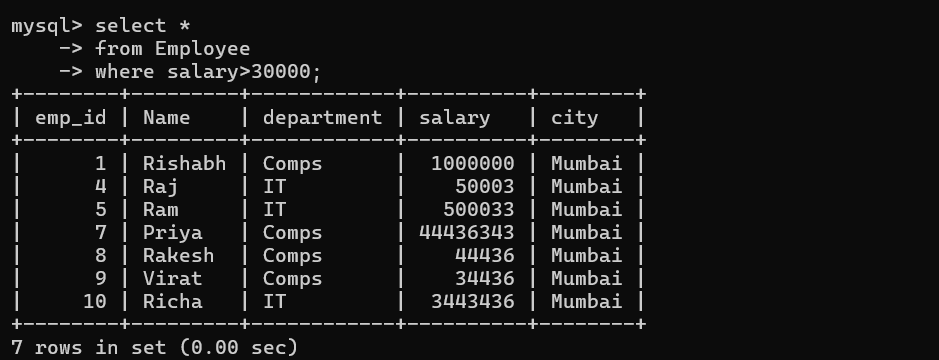 mysql> select *
    -> from Employee
    -> where salary>30000;
+--------+---------+------------+----------+--------+
| emp_id | Name    | department | salary   | city   |
+--------+---------+------------+----------+--------+
|      1 | Rishabh | Comps      |  1000000 | Mumbai |
|      4 | Raj     | IT         |    50003 | Mumbai |
|      5 | Ram     | IT         |   500033 | Mumbai |
|      7 | Priya   | Comps      | 44436343 | Mumbai |
|      8 | Rakesh  | Comps      |    44436 | Mumbai |
|      9 | Virat   | Comps      |    34436 | Mumbai |
|     10 | Richa   | IT         |  3443436 | Mumbai |
+--------+---------+------------+----------+--------+
7 rows in set (0.00 sec)